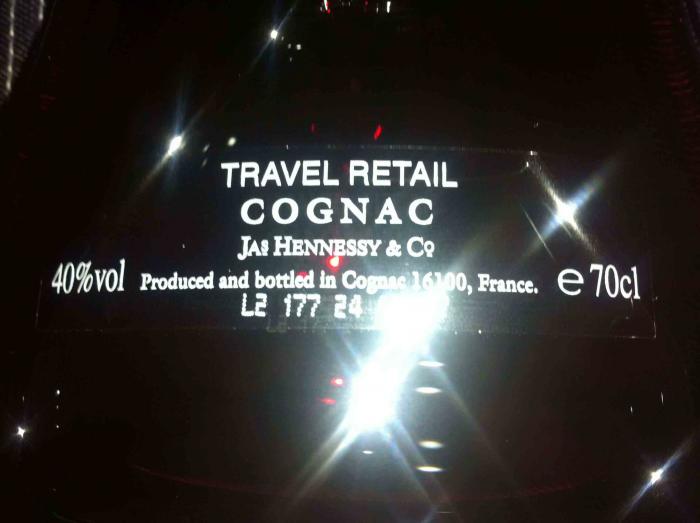 TRAVEL RETAIL
COGNAC
JAS HENNESSY & CO
40%vol Produced and bottled in Cognac 16100, France. e 70cl
L2 177 24